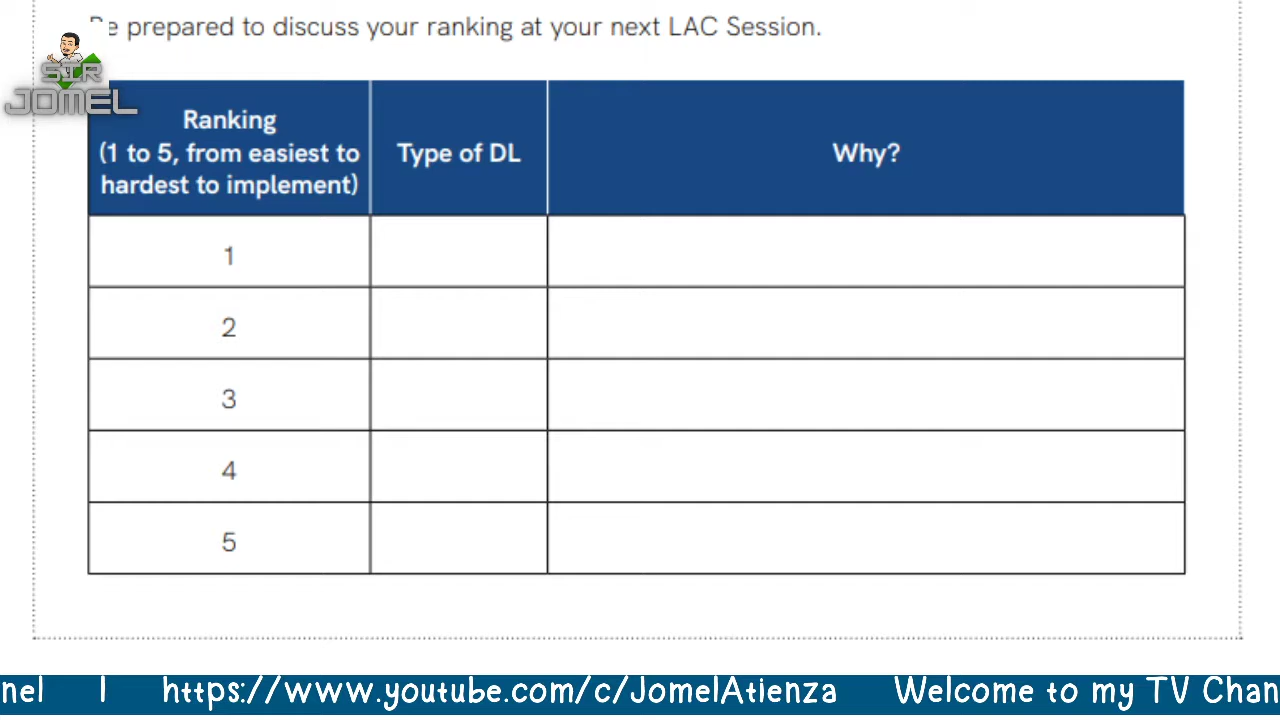 Be prepared to discuss your ranking at your next LAC Session.
SIR
JOMEL
Ranking
(1 to 5, from easiest to
hardest to implement)
Type of DL
Why?
1
2
3
4
5
nel | https://www.youtube.com/c/JomelAtienza Welcome to my TV Chan